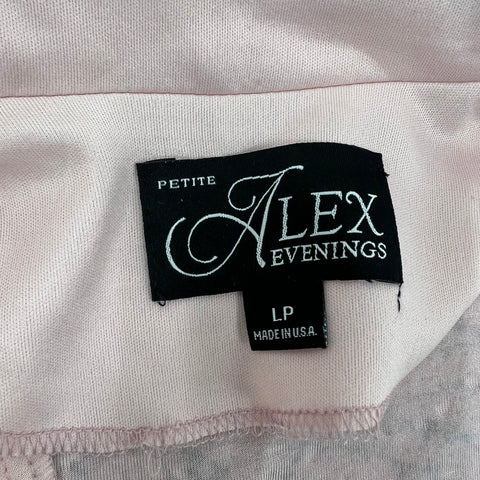 PETITE
ALEX
EVENINGS
LP
MADE IN U.S.A.